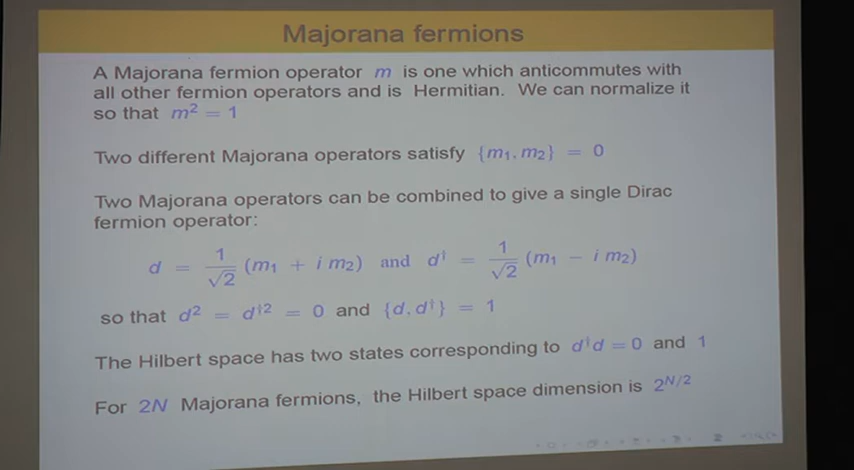 Majorana fermions
A Majorana fermion operator m is one which anticommutes with
all other fermion operators and is Hermitian. We can normalize it
so that m² = 1
Two different Majorana operators satisfy {m₁, m₂} = 0
Two Majorana operators can be combined to give a single Dirac
fermion operator:
d = 1/√2 (m₁ + i m₂) and d† = 1/√2 (m₁ − i m₂)
so that d² = d†² = 0 and {d, d†} = 1
The Hilbert space has two states corresponding to d†d = 0 and 1
For 2N Majorana fermions, the Hilbert space dimension is 2^{N/2}